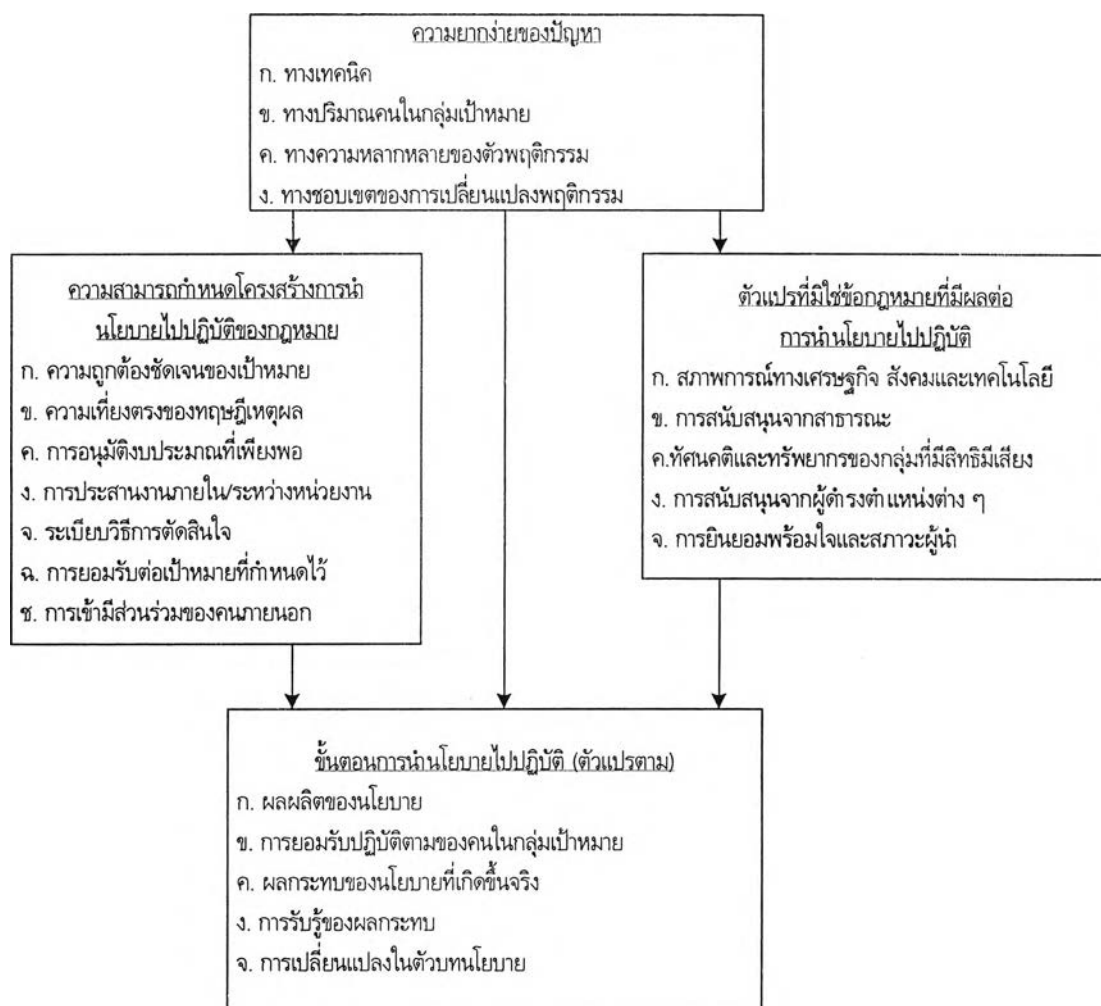 ความยากง่ายของปัญหา
ก. ทางเทคนิค
ข. ทางปริมาณคนในกลุ่มเป้าหมาย
ค. ทางความหลากหลายของตัวพฤติกรรม
ง. ทางชอบเขตของการเปลี่ยนแปลงพฤติกรรม
ความสามารถกำหนดโครงสร้างการนำ
นโยบายไปปฏิบัติของกฎหมาย
ก. ความถูกต้องชัดเจนของเป้าหมาย
ข. ความเที่ยงตรงของทฤษฎีเหตุผล
ค. การอนุมัติงบประมาณที่เพียงพอ
ง. การประสานงานภายใน/ระหว่างหน่วยงาน
จ. ระเบียบวิธีการตัดสินใจ
ฉ. การยอมรับต่อเป้าหมายที่กำหนดไว้
ช. การเข้ามีส่วนร่วมของคนภายนอก
ตัวแปรที่มิใช่ข้อกฎหมายที่มีผลต่อ
การนำนโยบายไปปฏิบัติ
ก. สภาพการณ์ทางเศรษฐกิจ สังคมและเทคโนโลยี
ข. การสนับสนุนจากสาธารณะ
ค.ทัศนคติและทรัพยากรของกลุ่มที่มีสิทธิมีเสียง
ง. การสนับสนุนจากผู้ดำรงตำแหน่งต่าง ๆ
จ. การยินยอมพร้อมใจและสภาวะผู้นำ
ขั้นตอนการนำนโยบายไปปฏิบัติ (ตัวแปรตาม)
ก. ผลผลิตของนโยบาย
ข. การยอมรับปฏิบัติตามของคนในกลุ่มเป้าหมาย
ค. ผลกระทบของนโยบายที่เกิดขึ้นจริง
ง. การรับรู้ของผลกระทบ
จ. การเปลี่ยนแปลงในตัวบทนโยบาย